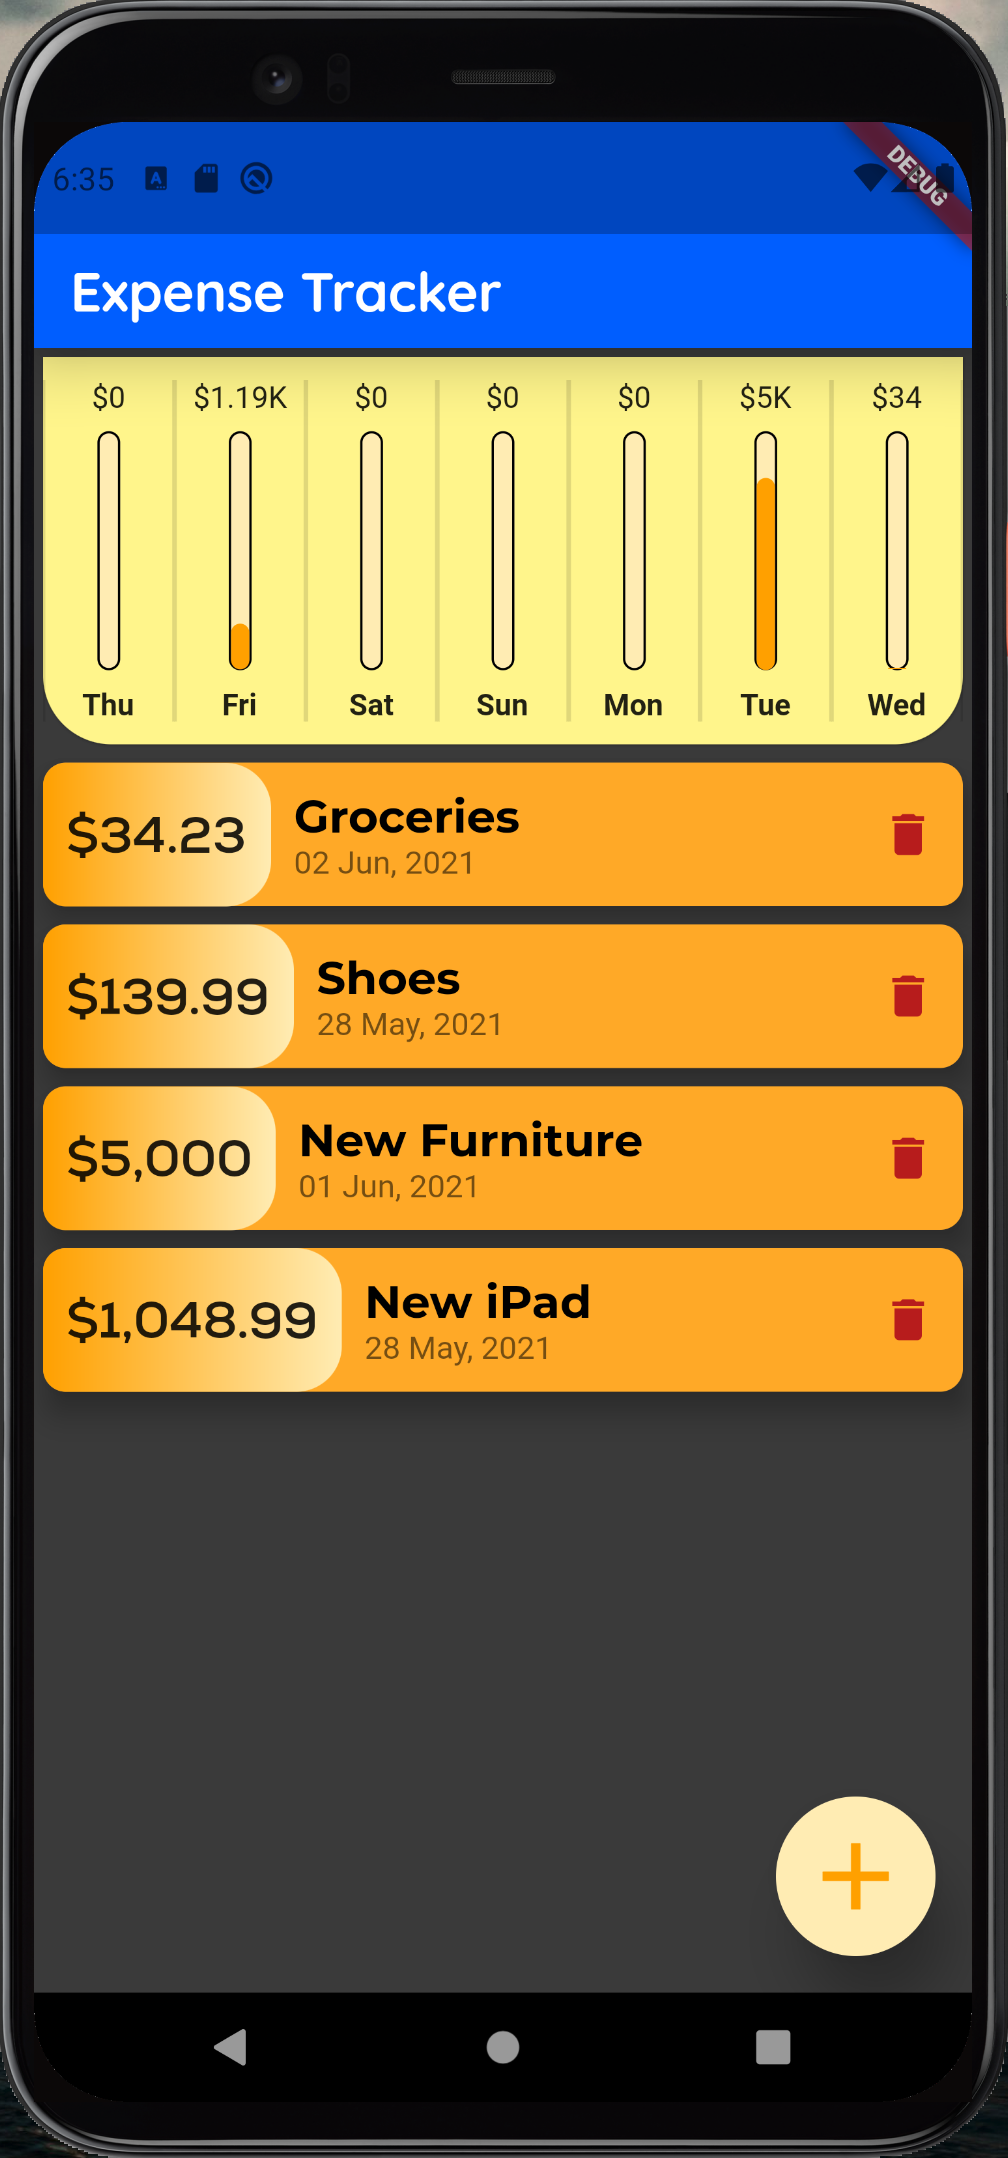 6:35
DEBUG
Expense Tracker
$0 $1.19K $0 $0 $0 $5K $34
Thu Fri Sat Sun Mon Tue Wed
$34.23
Groceries
02 Jun, 2021
$139.99
Shoes
28 May, 2021
$5,000
New Furniture
01 Jun, 2021
$1,048.99
New iPad
28 May, 2021